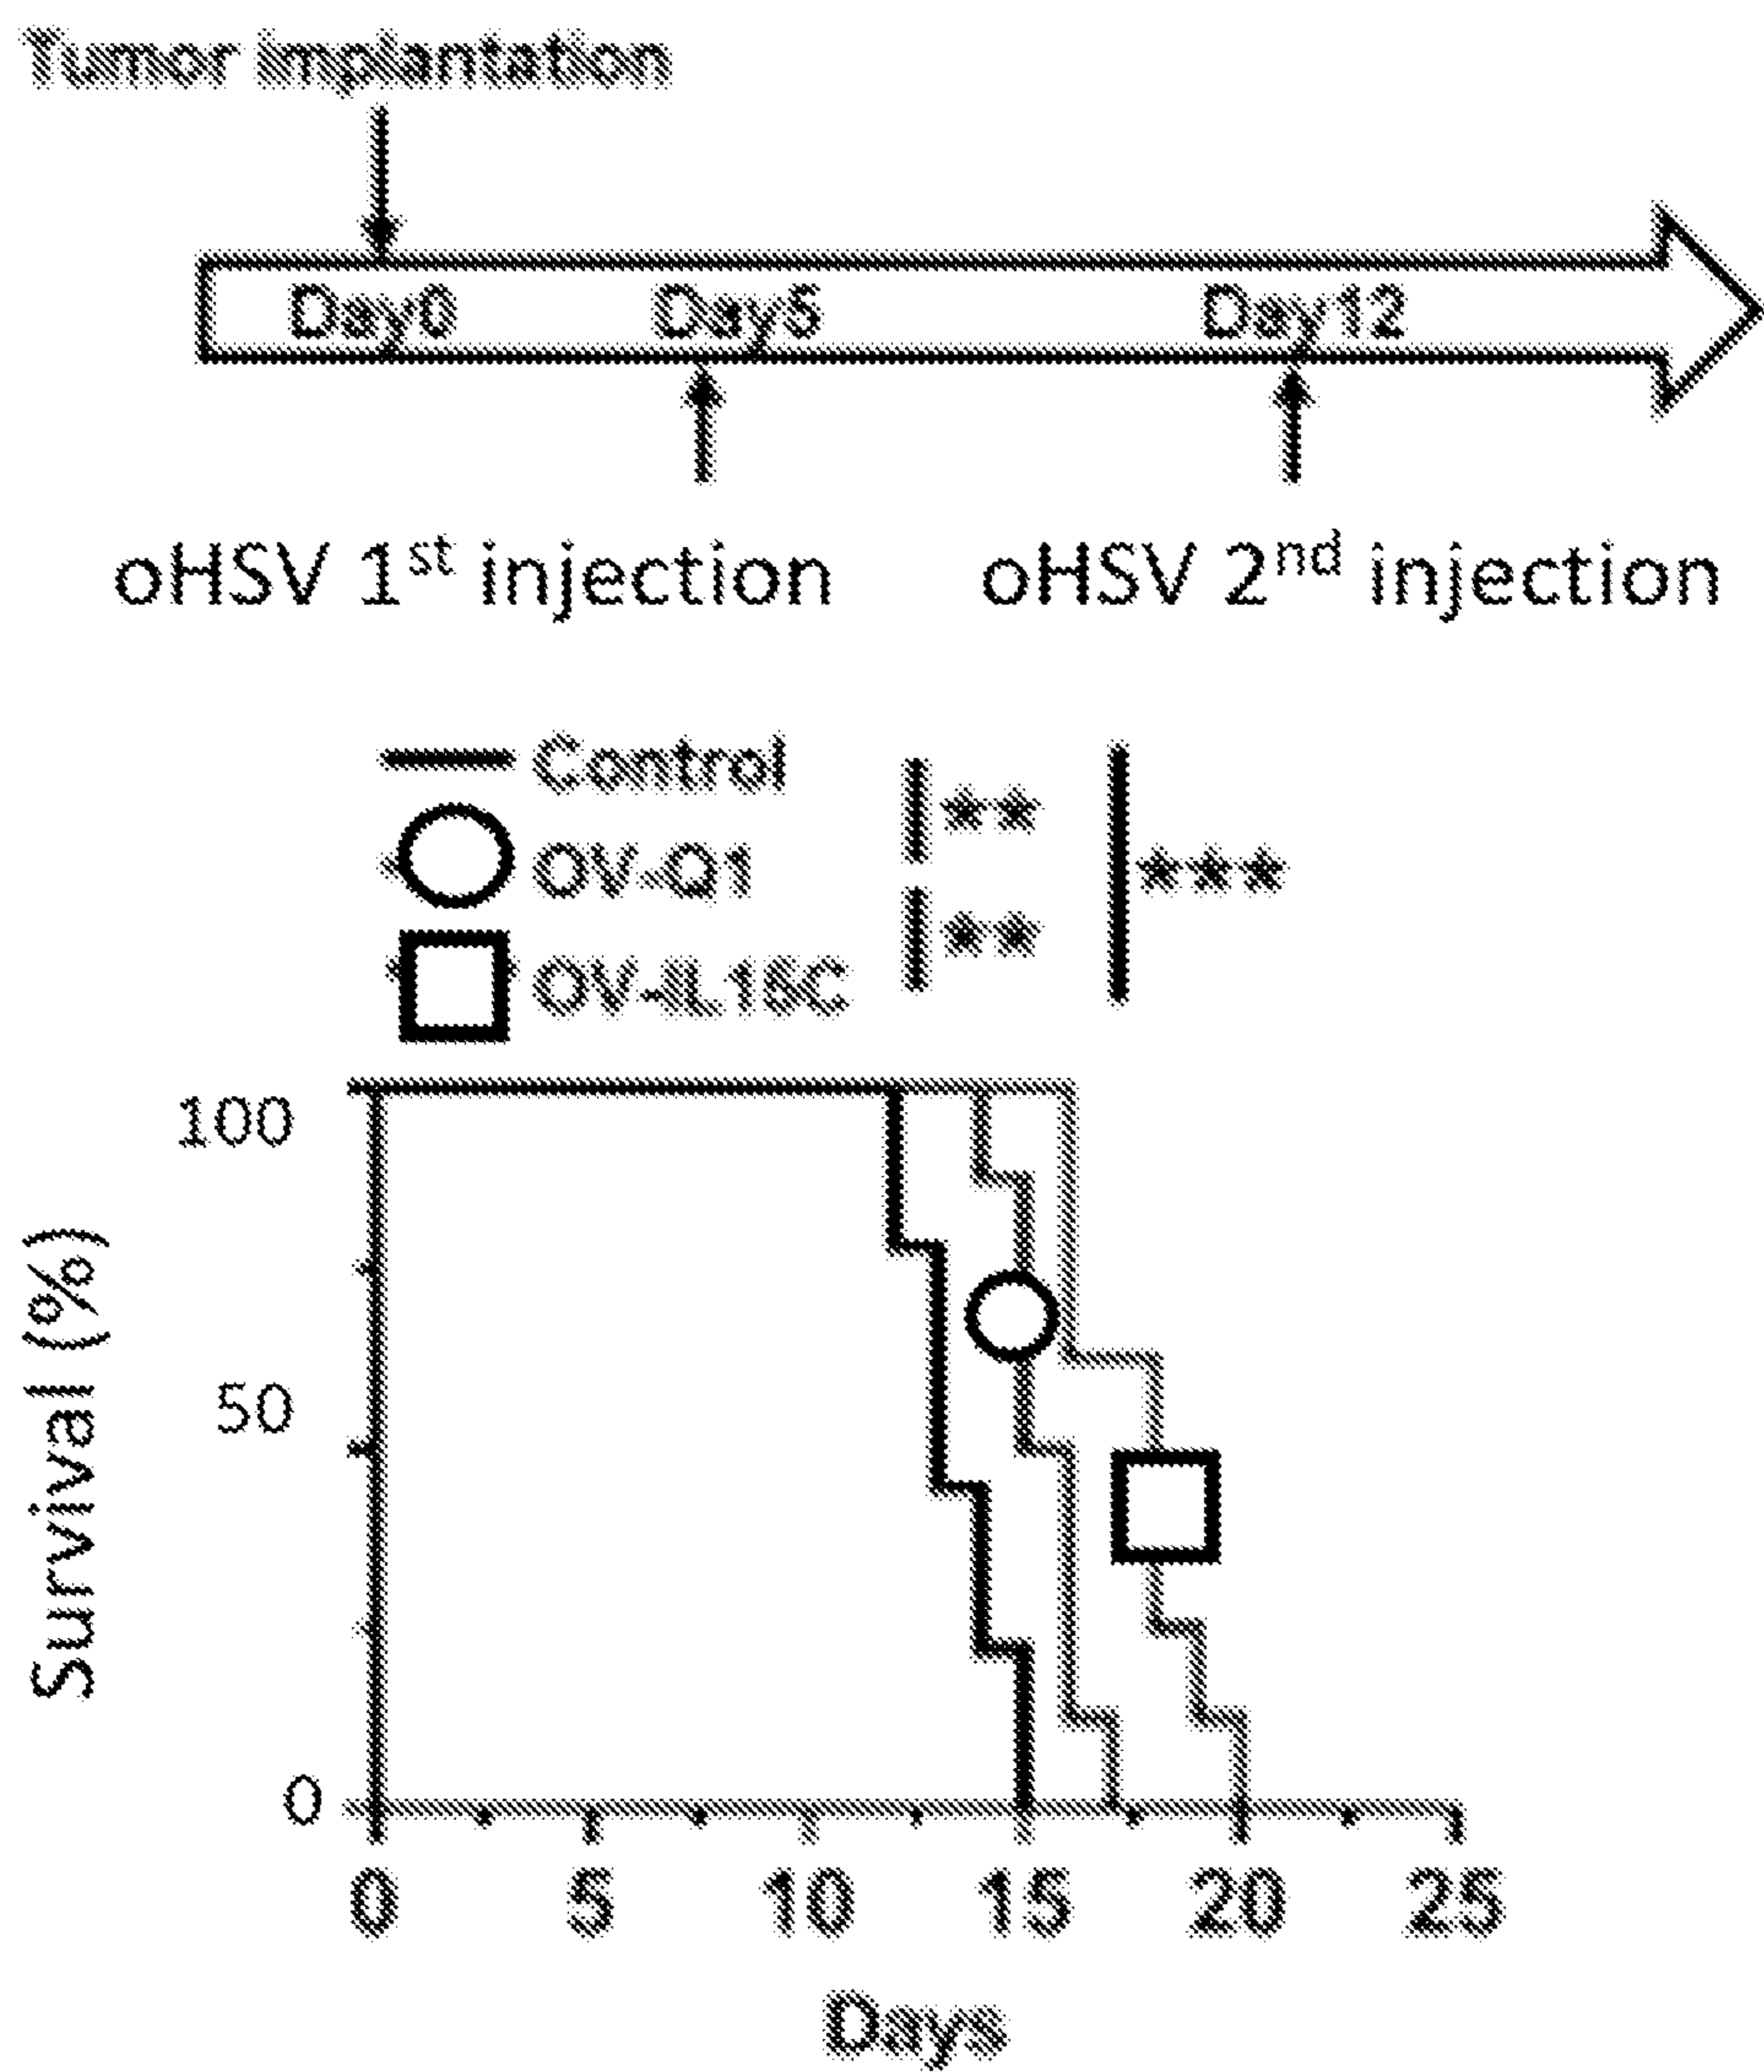 Tumor implantation
Day0 Day5 Day12
oHSV 1st injection oHSV 2nd injection
Control
OV-Q1
OV-IL15C
**
**
***
Survival (%)
100
50
0
0 5 10 15 20 25
Days